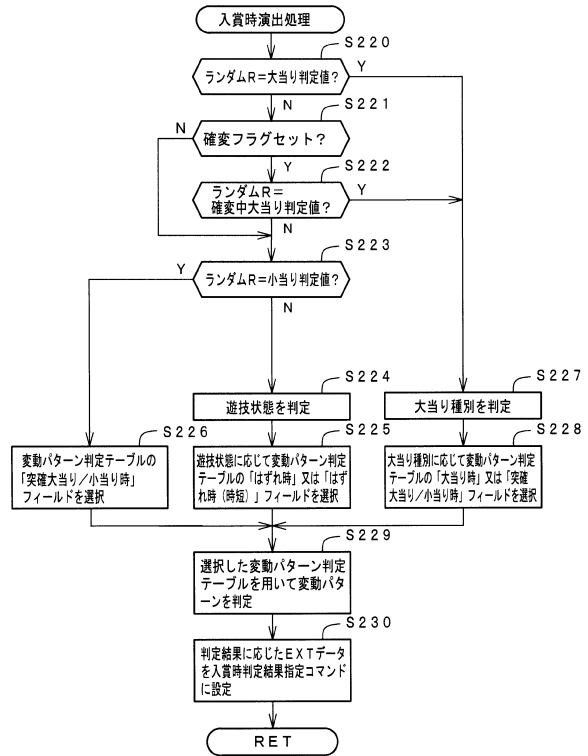 入賞時演出処理
S220
ランダムR=大当り判定値?
Y
N
S221
N
確変フラグセット?
Y
S222
ランダムR=
確変中大当り判定値?
Y
N
S223
Y
ランダムR=小当り判定値?
N
S224
遊技状態を判定
S227
大当り種別を判定
S226
変動パターン判定テーブルの
「突確大当り/小当り時」
フィールドを選択
S225
遊技状態に応じて変動パターン判定
テーブルの「はずれ時」又は「はず
れ時(時短)」フィールドを選択
S228
大当り種別に応じて変動パターン判定
テーブルの「大当り時」又は「突確
大当り/小当り時」フィールドを選択
S229
選択した変動パターン判定
テーブルを用いて変動パタ
ーンを判定
S230
判定結果に応じたEXTデータ
を入賞時判定結果指定コマンド
に設定
RET